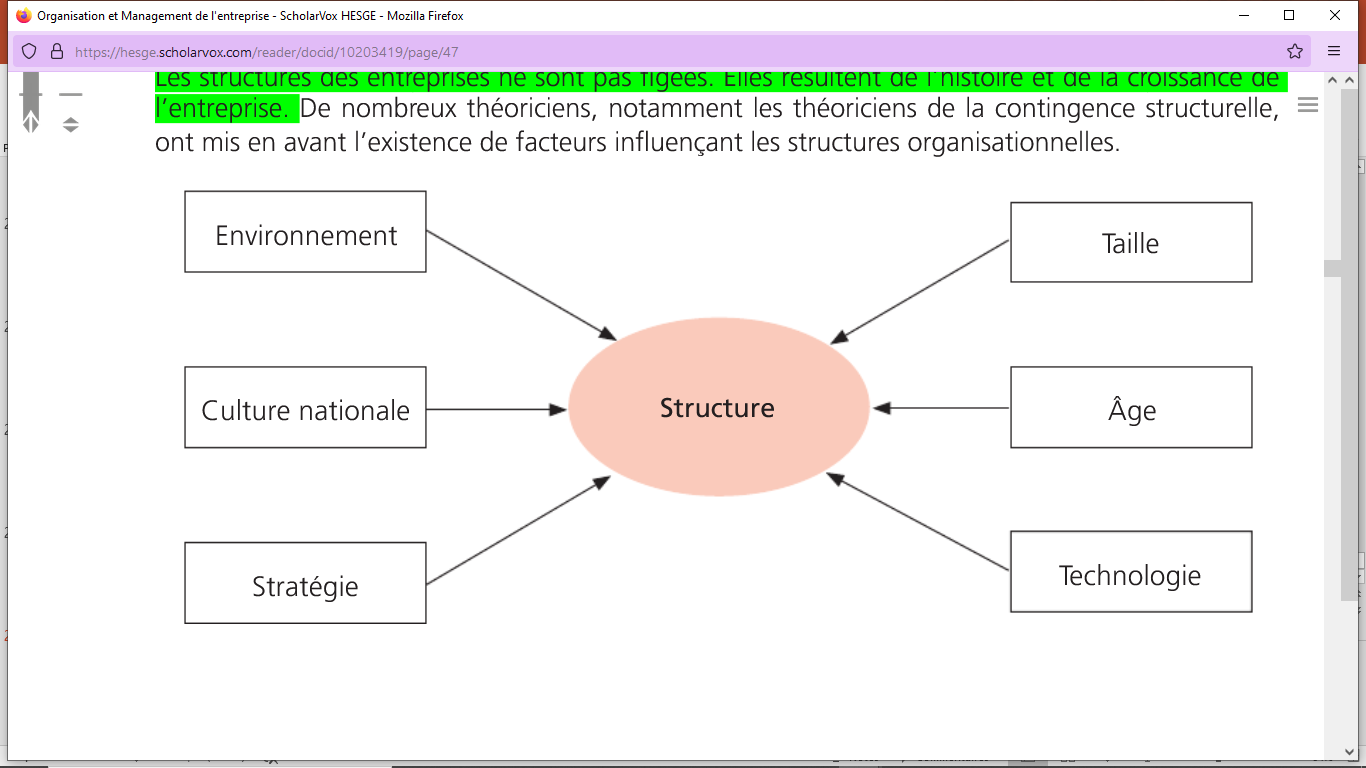 Organisation et Management de l'entreprise - ScholarVox HESGE - Mozilla Firefox
https://hesge.scholarvox.com/reader/docid/10203419/page/47
Les structures des entreprises ne sont pas figées. Elles résultent de l'histoire et de la croissance de
l'entreprise. De nombreux théoriciens, notamment les théoriciens de la contingence structurelle,
ont mis en avant l'existence de facteurs influençant les structures organisationnelles.
Environnement
Taille
Culture nationale
Structure
Âge
Stratégie
Technologie